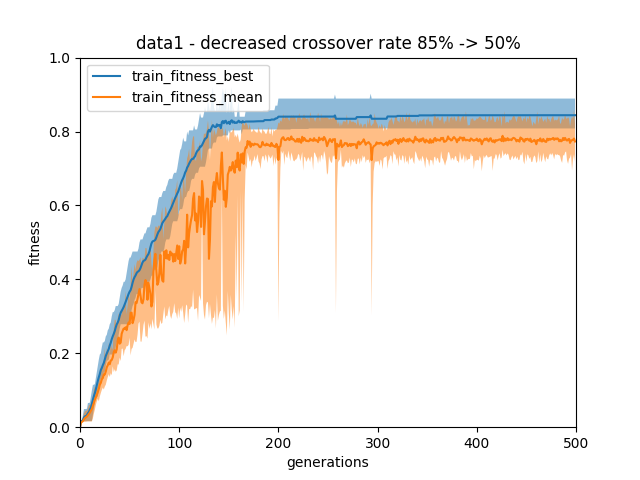 data1 - decreased crossover rate 85% -> 50%
train_fitness_best
train_fitness_mean
1.0
0.8
0.6
0.4
0.2
0.0
fitness
0 100 200 300 400 500
generations